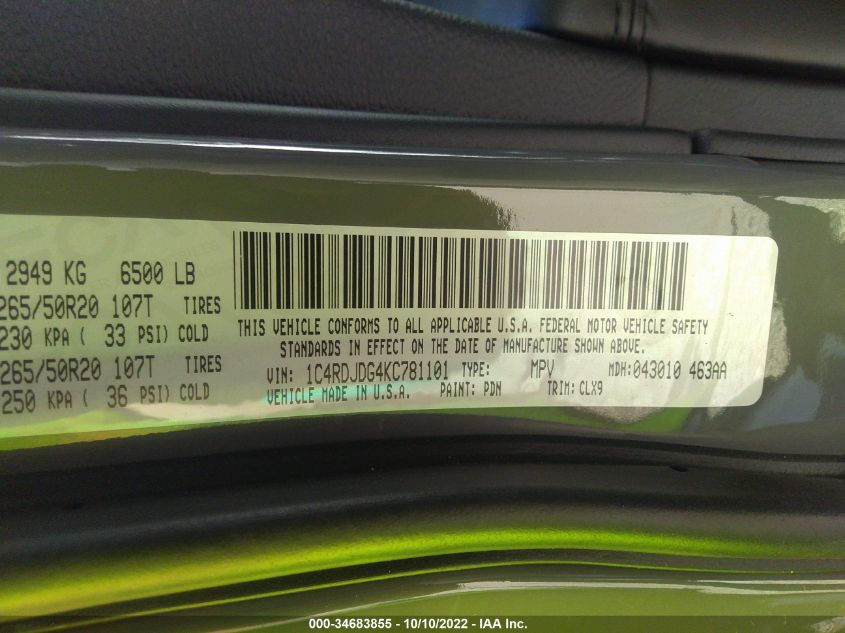 2949 KG 6500 LB
265/50R20 107T TIRES
230 KPA ( 33 PSI) COLD
265/50R20 107T TIRES
250 KPA ( 36 PSI) COLD
THIS VEHICLE CONFORMS TO ALL APPLICABLE U.S.A. FEDERAL MOTOR VEHICLE SAFETY
STANDARDS IN EFFECT ON THE DATE OF MANUFACTURE SHOWN ABOVE.
VIN: 1C4RDJDG4KC781101 TYPE: MPV MDH: 043010 463AA
VEHICLE MADE IN U.S.A. PAINT: PDN TRIM: CLX9
000-34683855 - 10/10/2022 - IAA Inc.